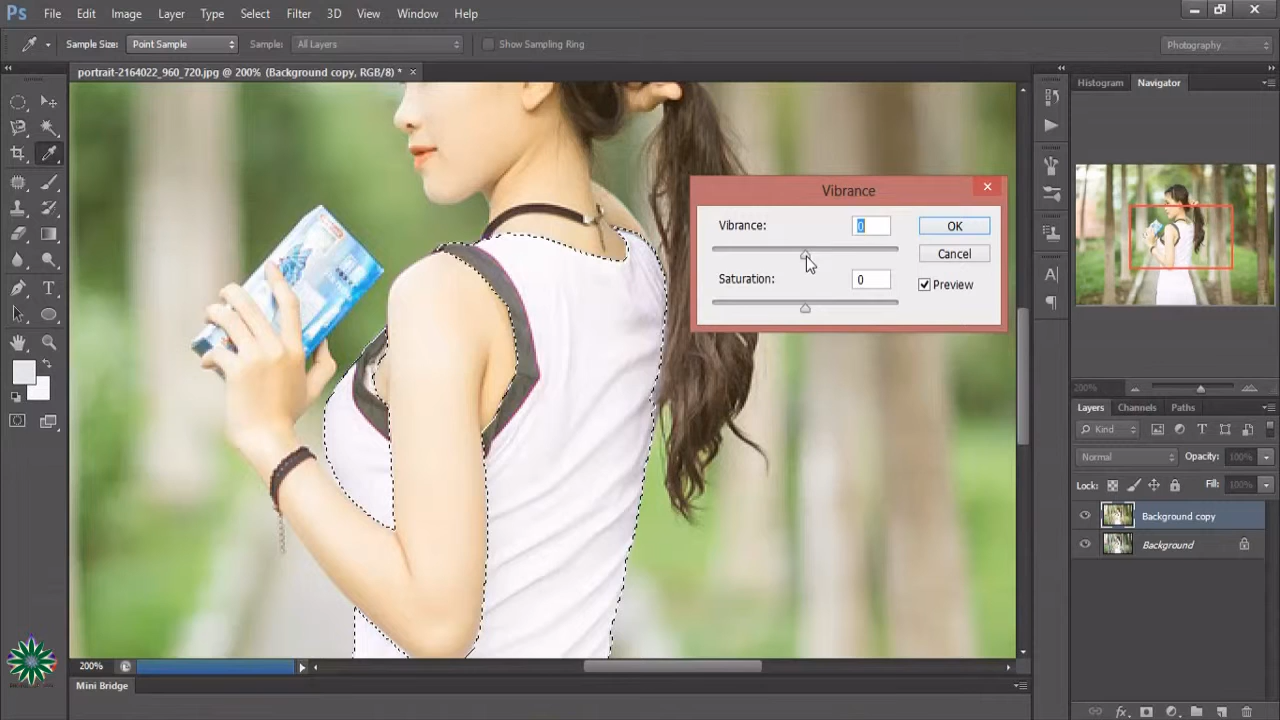 Ps File Edit Image Layer Type Select Filter 3D View Window Help
Sample Size: Point Sample Sample: All Layers Show Sampling Ring Photography
portrait-2164022_960_720.jpg @ 200% (Background copy, RGB/8) *
Histogram Navigator
Vibrance
Vibrance: 0 OK
Cancel
Saturation: 0 Preview
200%
Layers Channels Paths
Kind
Normal Opacity: 100%
Lock: Fill: 100%
Background copy
Background
200%
Mini Bridge